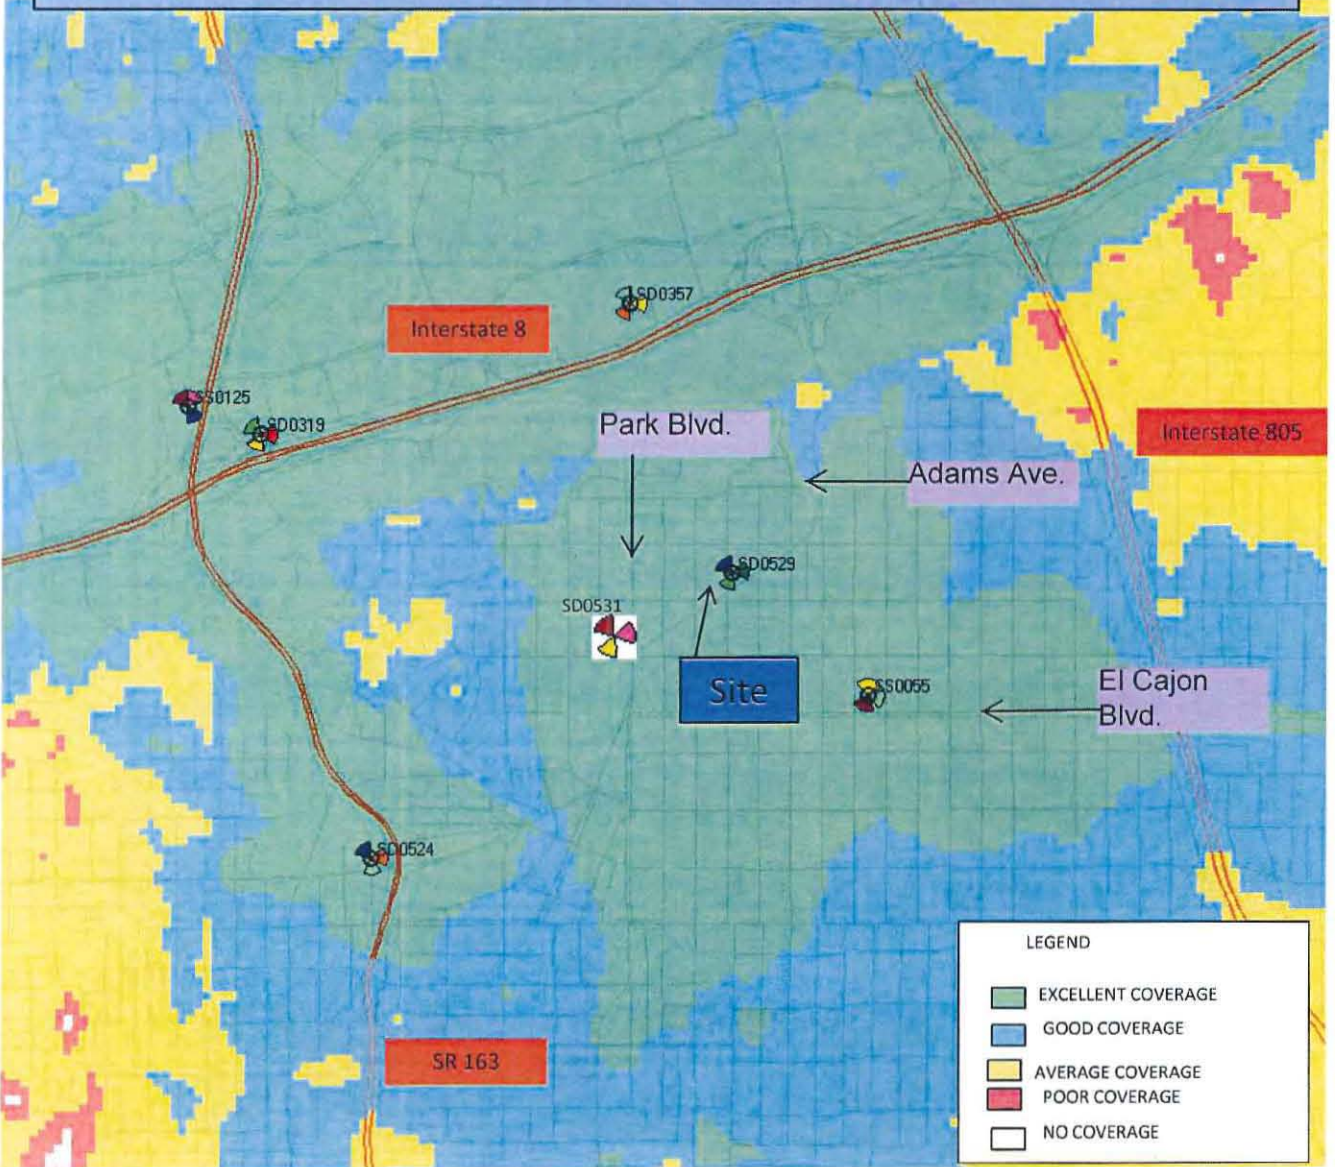 SD0357
Interstate 8
SS0125
SD0319
Park Blvd.
Interstate 805
Adams Ave.
SD0529
SD0531
Site
SS0055
El Cajon
Blvd.
SD0524
SR 163
LEGEND
EXCELLENT COVERAGE
GOOD COVERAGE
AVERAGE COVERAGE
POOR COVERAGE
NO COVERAGE